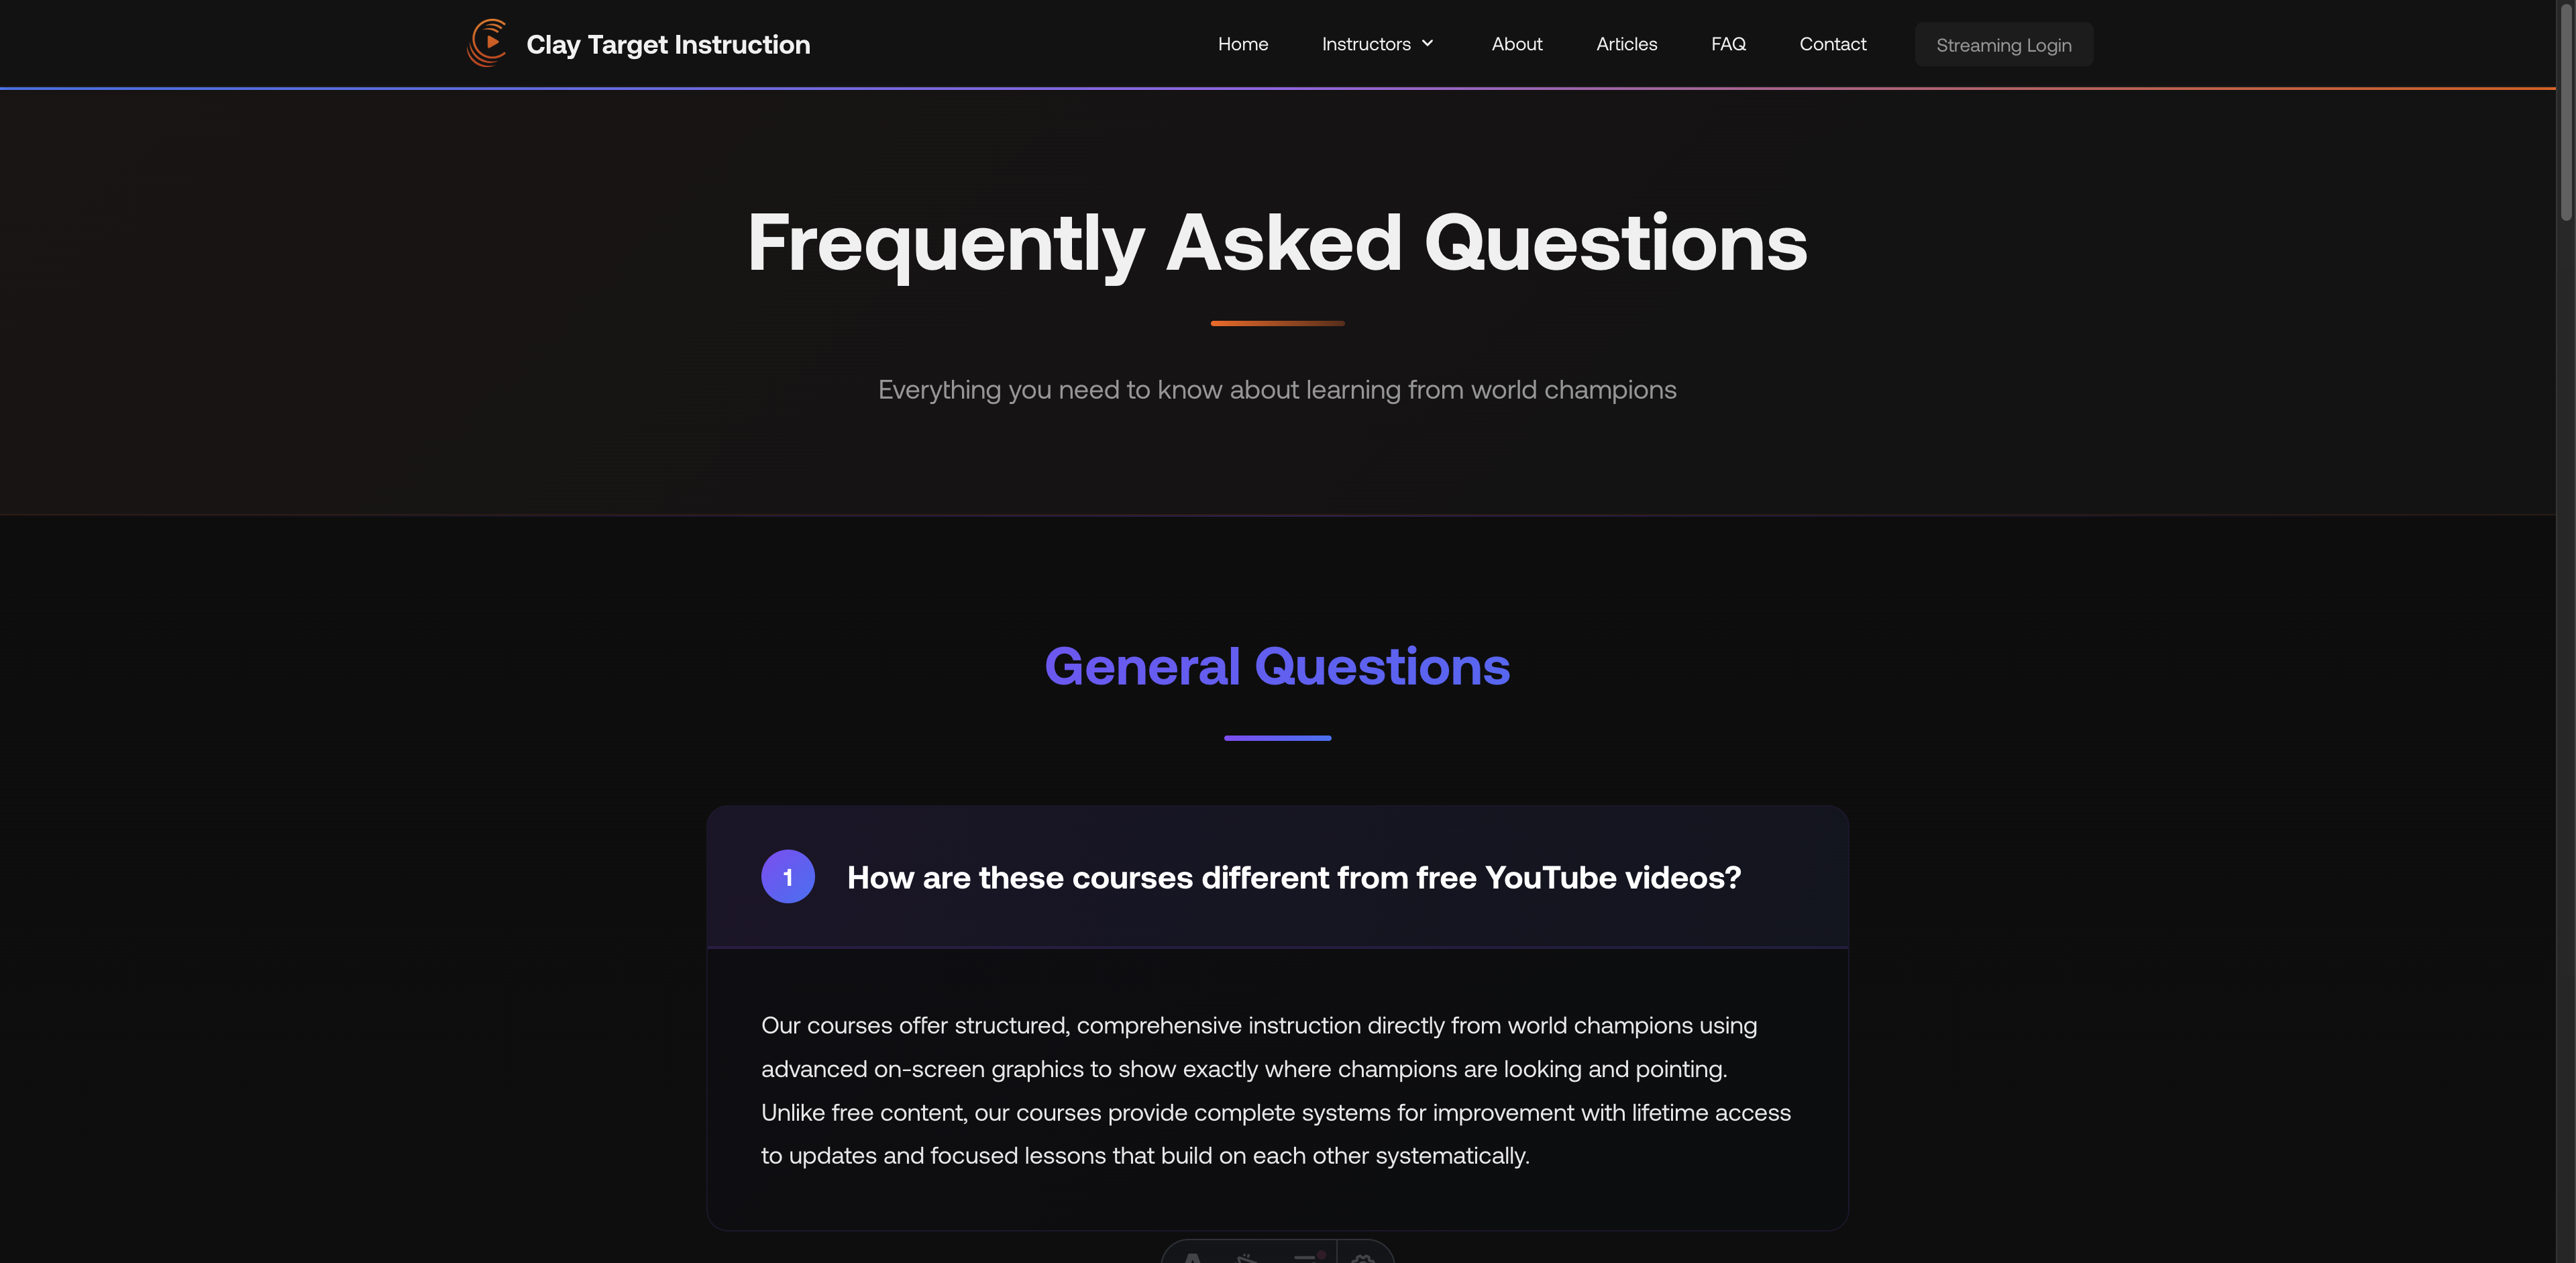 Clay Target Instruction
Home
Instructors
About
Articles
FAQ
Contact
Streaming Login
Frequently Asked Questions
Everything you need to know about learning from world champions
General Questions
1
How are these courses different from free YouTube videos?
Our courses offer structured, comprehensive instruction directly from world champions using
advanced on-screen graphics to show exactly where champions are looking and pointing.
Unlike free content, our courses provide complete systems for improvement with lifetime access
to updates and focused lessons that build on each other systematically.